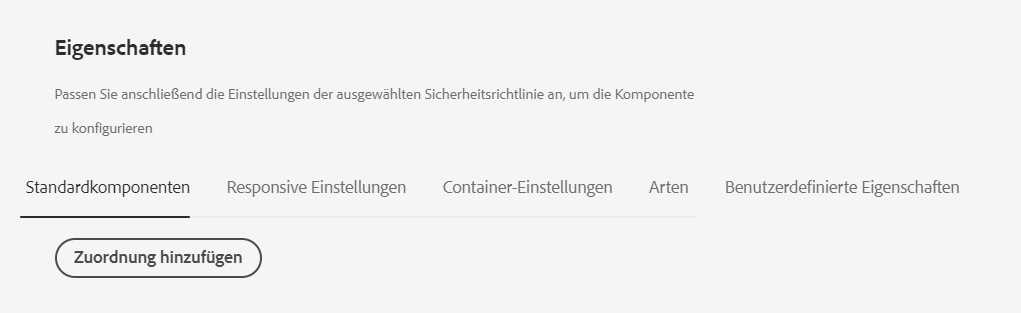 Eigenschaften
Passen Sie anschließend die Einstellungen der ausgewählten Sicherheitsrichtlinie an, um die Komponente
zu konfigurieren
Standardkomponenten Responsive Einstellungen Container-Einstellungen Arten Benutzerdefinierte Eigenschaften
Zuordnung hinzufügen